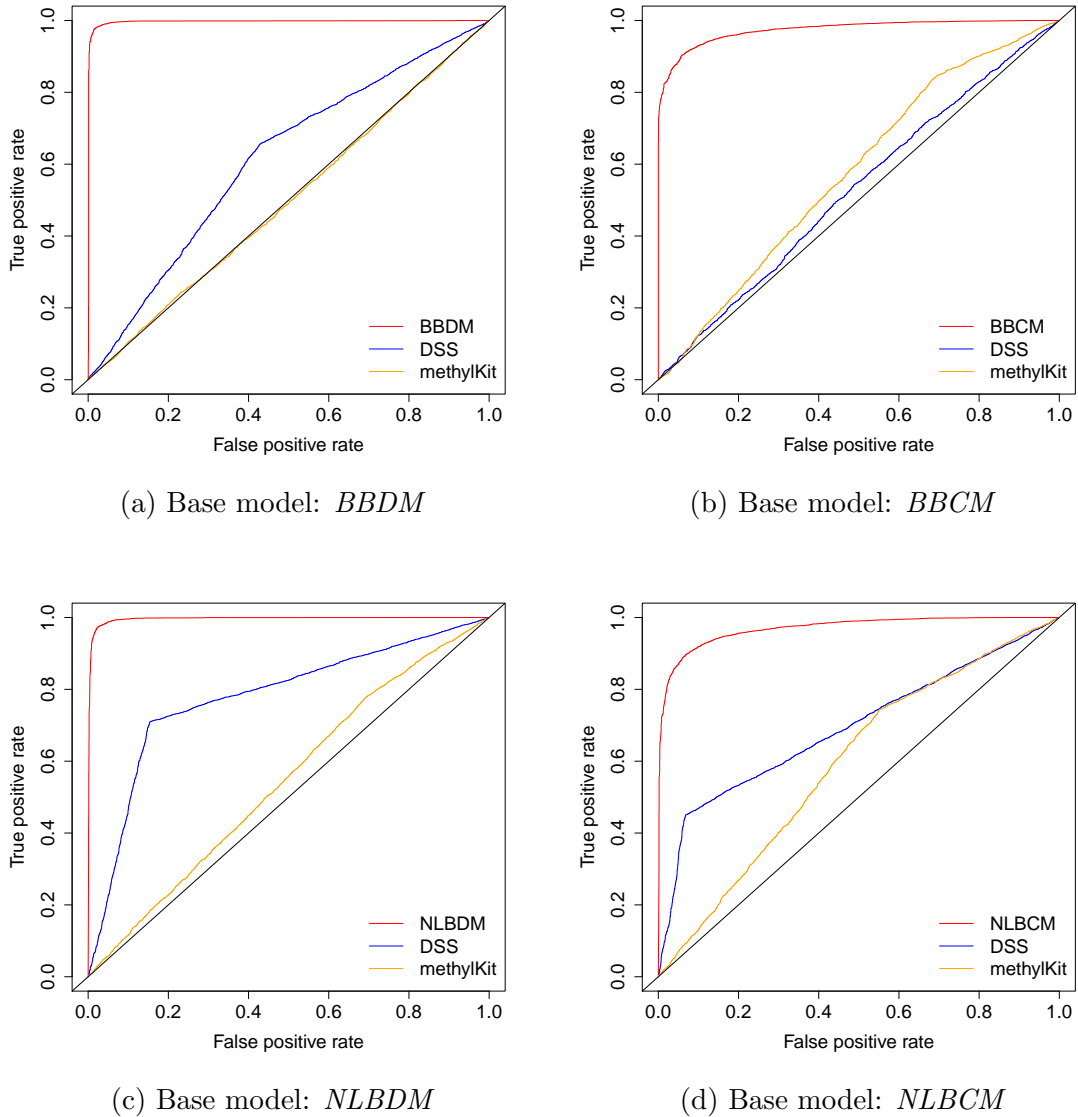 True positive rate
1.0
0.8
0.6
0.4
0.2
0.0
BBDM
DSS
methylKit
0.0 0.2 0.4 0.6 0.8 1.0
False positive rate
(a) Base model: BBDM
True positive rate
1.0
0.8
0.6
0.4
0.2
0.0
BBCM
DSS
methylKit
0.0 0.2 0.4 0.6 0.8 1.0
False positive rate
(b) Base model: BBCM
True positive rate
1.0
0.8
0.6
0.4
0.2
0.0
NLBDM
DSS
methylKit
0.0 0.2 0.4 0.6 0.8 1.0
False positive rate
(c) Base model: NLBDM
True positive rate
1.0
0.8
0.6
0.4
0.2
0.0
NLBCM
DSS
methylKit
0.0 0.2 0.4 0.6 0.8 1.0
False positive rate
(d) Base model: NLBCM